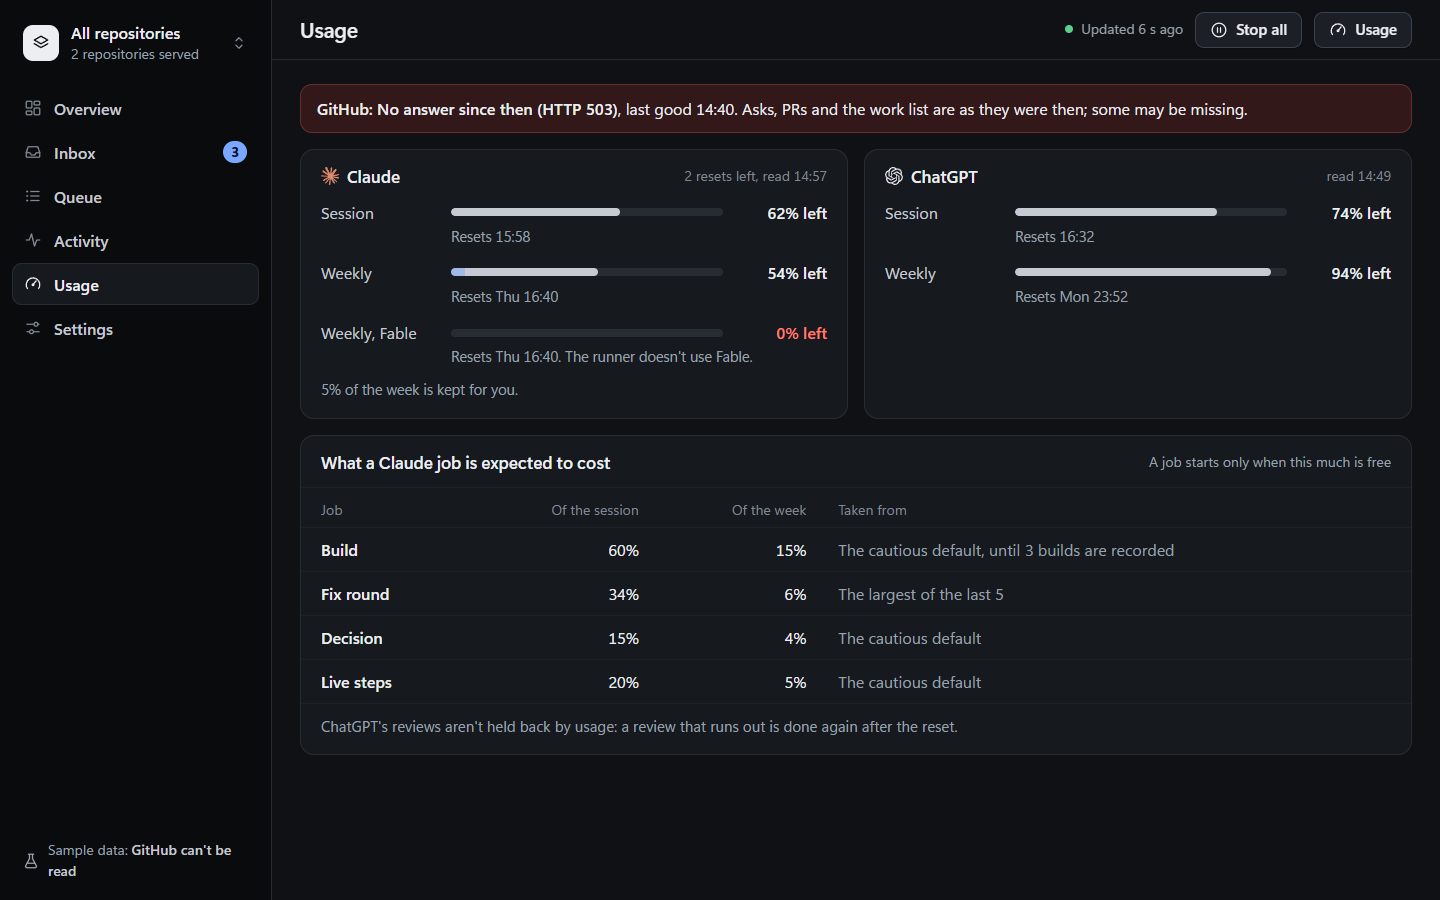 All repositories
2 repositories served
Overview
Inbox
3
Queue
Activity
Usage
Settings
Sample data: GitHub can't be
read
Usage
Updated 6 s ago
Stop all
Usage
GitHub: No answer since then (HTTP 503), last good 14:40. Asks, PRs and the work list are as they were then; some may be missing.
Claude
2 resets left, read 14:57
Session
62% left
Resets 15:58
Weekly
54% left
Resets Thu 16:40
Weekly, Fable
0% left
Resets Thu 16:40. The runner doesn't use Fable.
5% of the week is kept for you.
ChatGPT
read 14:49
Session
74% left
Resets 16:32
Weekly
94% left
Resets Mon 23:52
What a Claude job is expected to cost
A job starts only when this much is free
Job Of the session Of the week Taken from
Build 60% 15% The cautious default, until 3 builds are recorded
Fix round 34% 6% The largest of the last 5
Decision 15% 4% The cautious default
Live steps 20% 5% The cautious default
ChatGPT's reviews aren't held back by usage: a review that runs out is done again after the reset.